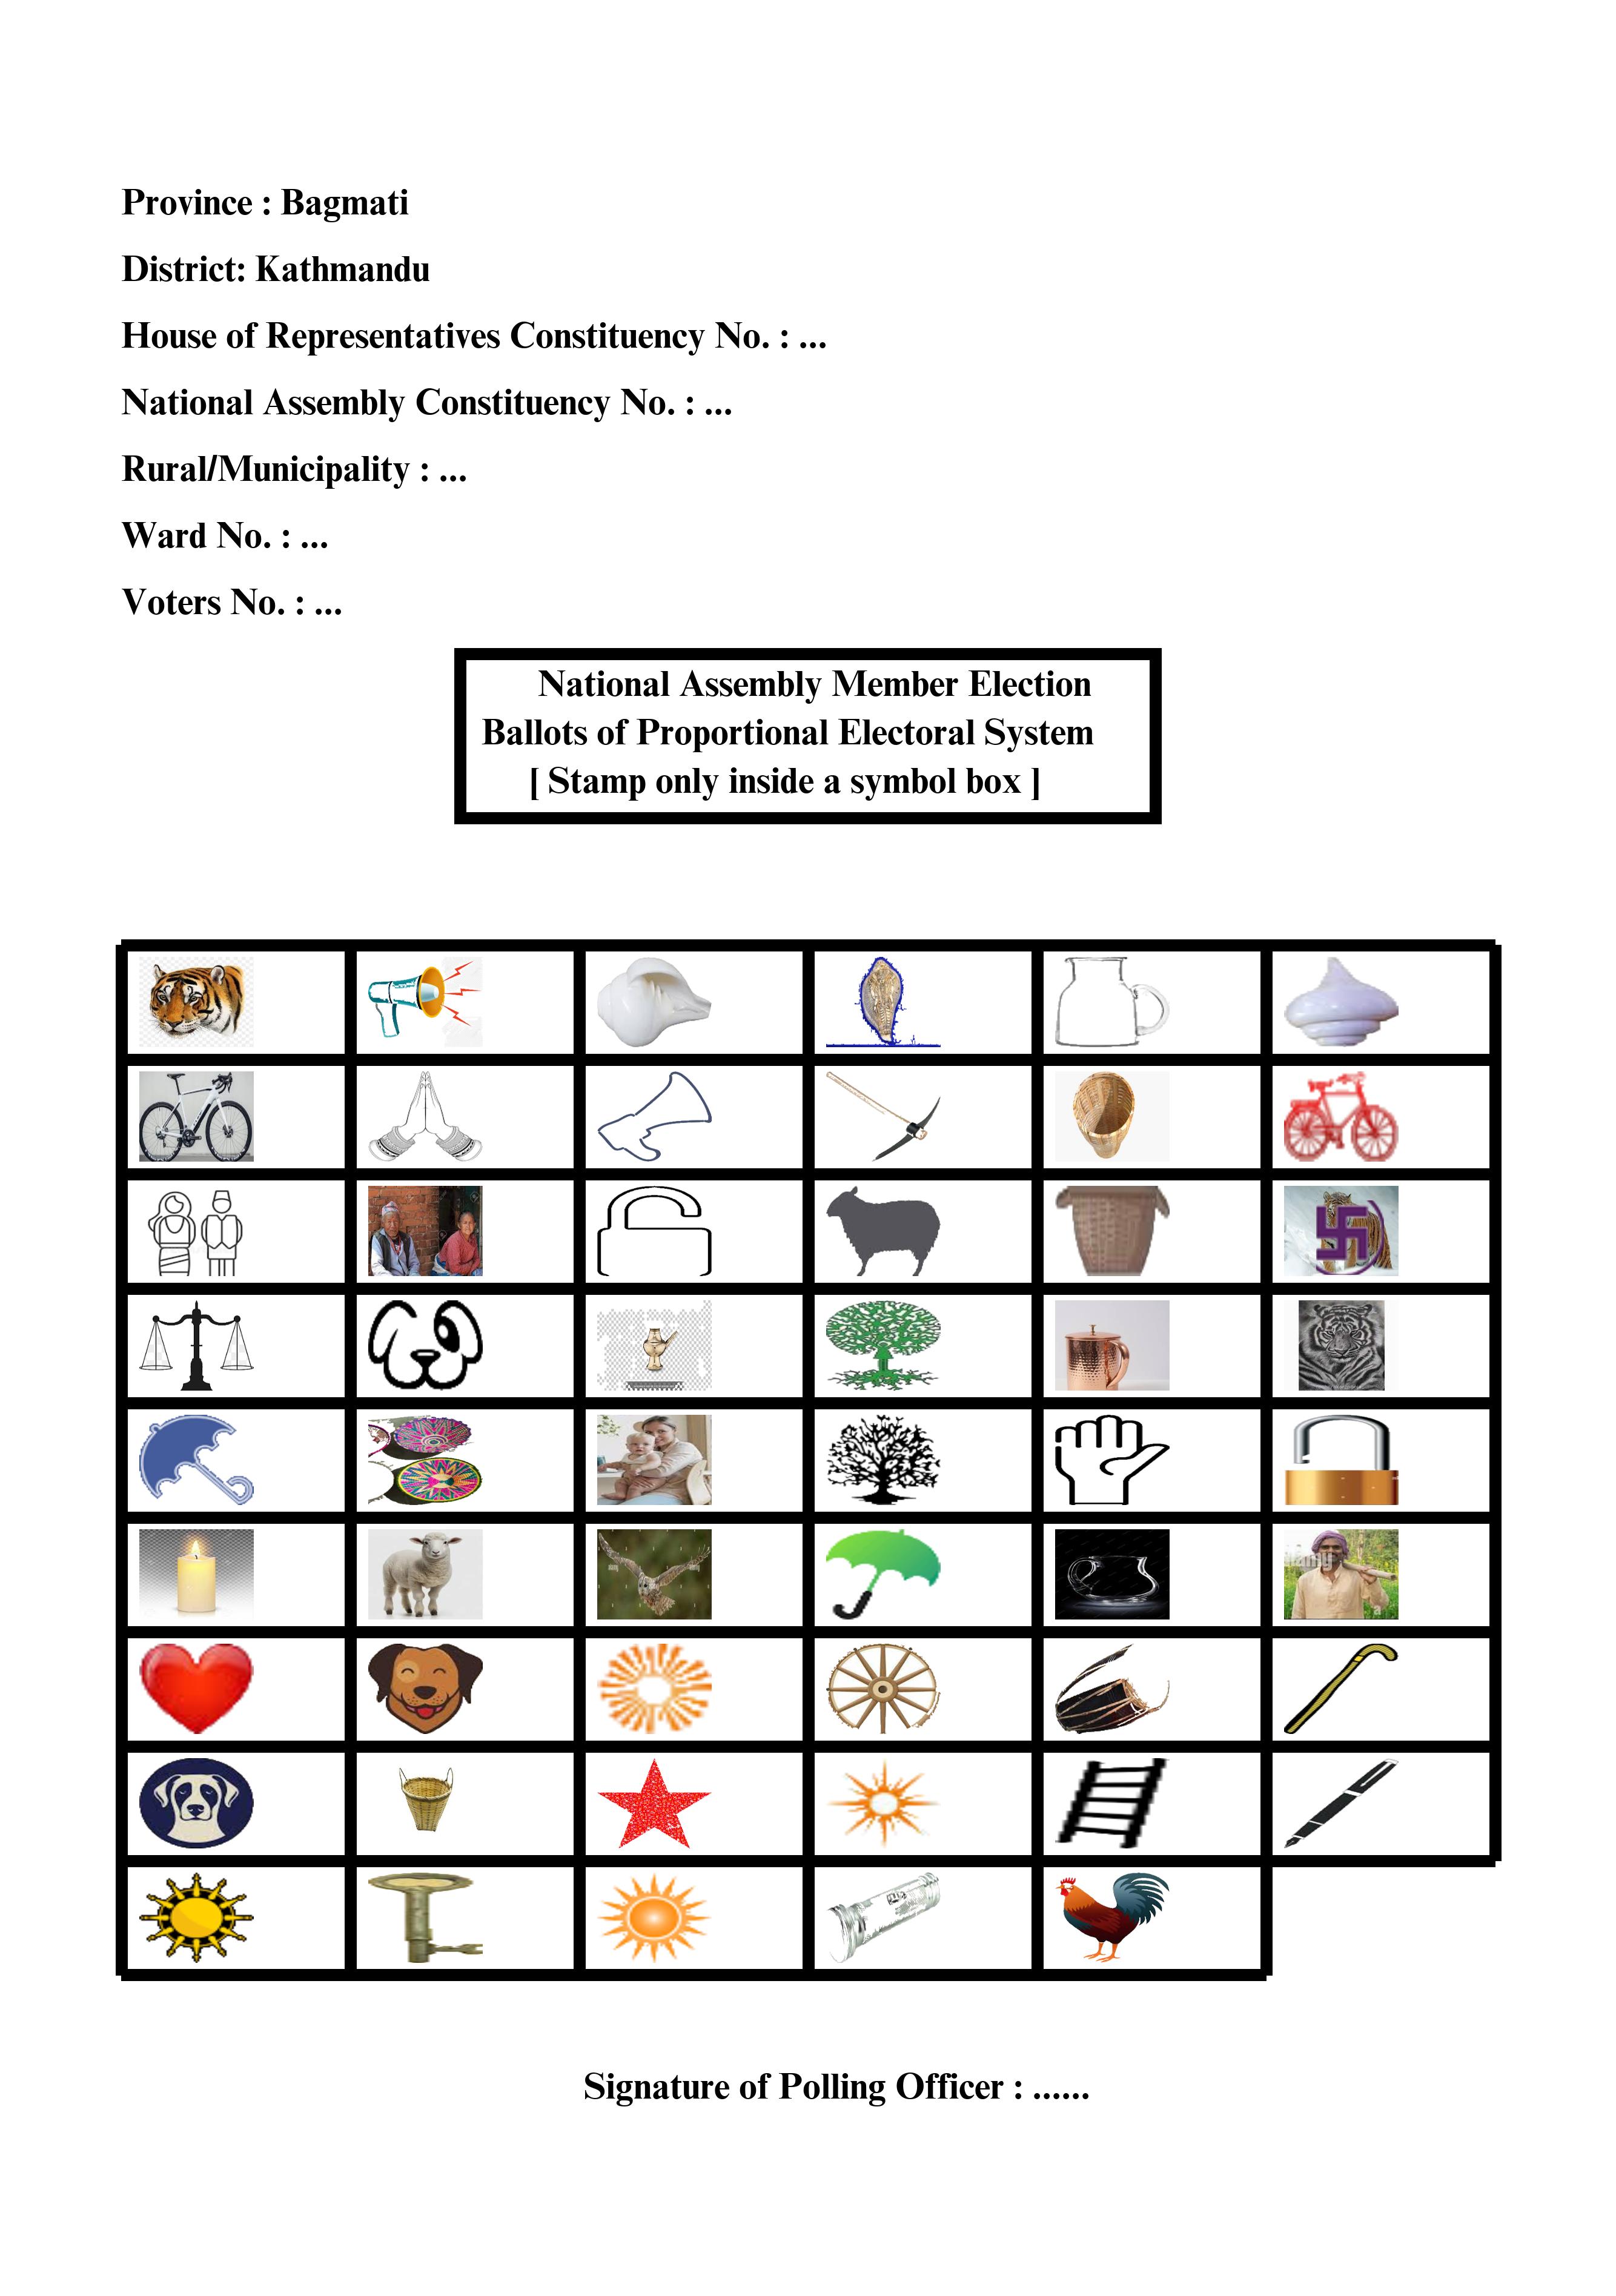 Province : Bagmati
District: Kathmandu
House of Representatives Constituency No. : ...
National Assembly Constituency No. : ...
Rural/Municipality : ...
Ward No. : ...
Voters No. : ...
National Assembly Member Election
Ballots of Proportional Electoral System
[ Stamp only inside a symbol box ]
Signature of Polling Officer : ......